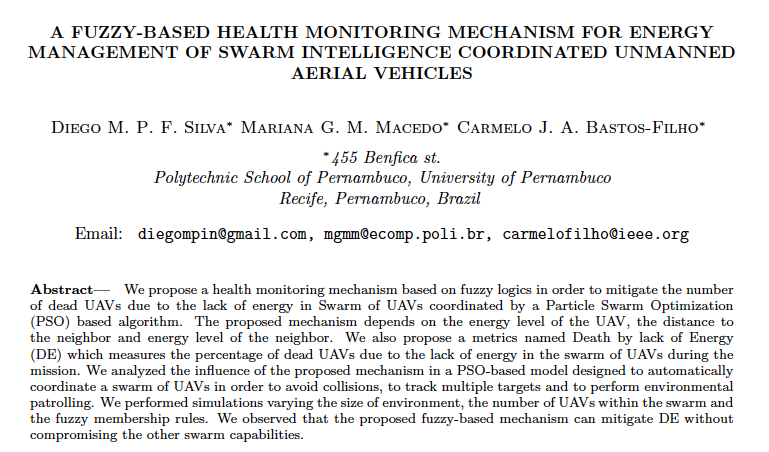 A FUZZY-BASED HEALTH MONITORING MECHANISM FOR ENERGY
MANAGEMENT OF SWARM INTELLIGENCE COORDINATED UNMANNED
AERIAL VEHICLES
Diego M. P. F. Silva* Mariana G. M. Macedo* Carmelo J. A. Bastos-Filho*
*455 Benfica st.
Polytechnic School of Pernambuco, University of Pernambuco
Recife, Pernambuco, Brazil
Email: diegompin@gmail.com, mgmm@ecomp.poli.br, carmelofilho@ieee.org
Abstract— We propose a health monitoring mechanism based on fuzzy logics in order to mitigate the number
of dead UAVs due to the lack of energy in Swarm of UAVs coordinated by a Particle Swarm Optimization
(PSO) based algorithm. The proposed mechanism depends on the energy level of the UAV, the distance to
the neighbor and energy level of the neighbor. We also propose a metrics named Death by lack of Energy
(DE) which measures the percentage of dead UAVs due to the lack of energy in the swarm of UAVs during the
mission. We analyzed the influence of the proposed mechanism in a PSO-based model designed to automatically
coordinate a swarm of UAVs in order to avoid collisions, to track multiple targets and to perform environmental
patrolling. We performed simulations varying the size of environment, the number of UAVs within the swarm and
the fuzzy membership rules. We observed that the proposed fuzzy-based mechanism can mitigate DE without
compromising the other swarm capabilities.